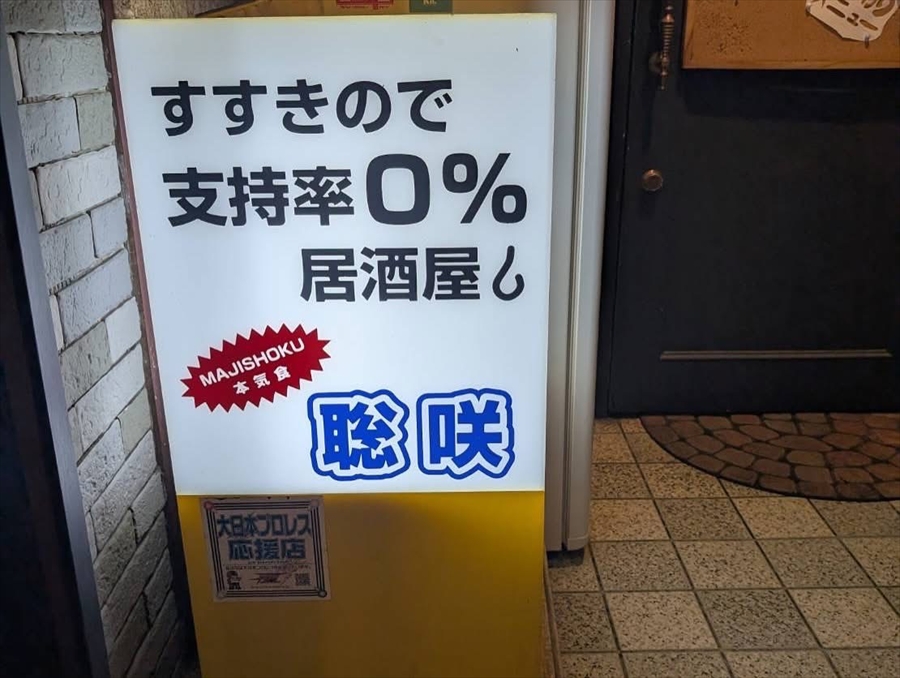 すすきので
支持率0%
居酒屋
MAJISHOKU
本気食
聡咲
大日本プロレス
応援店